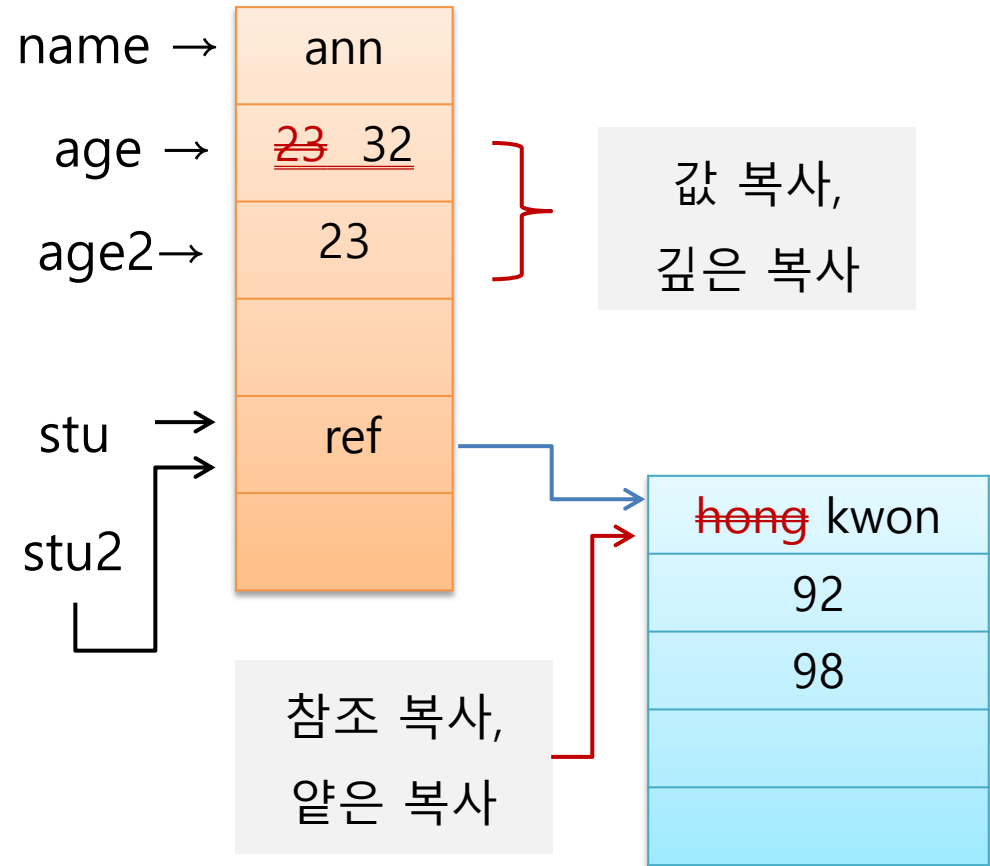 name → ann
age → 23 32
age2→ 23
값 복사,
깊은 복사
stu ref
stu2
hong kwon
92
98
참조 복사,
얕은 복사